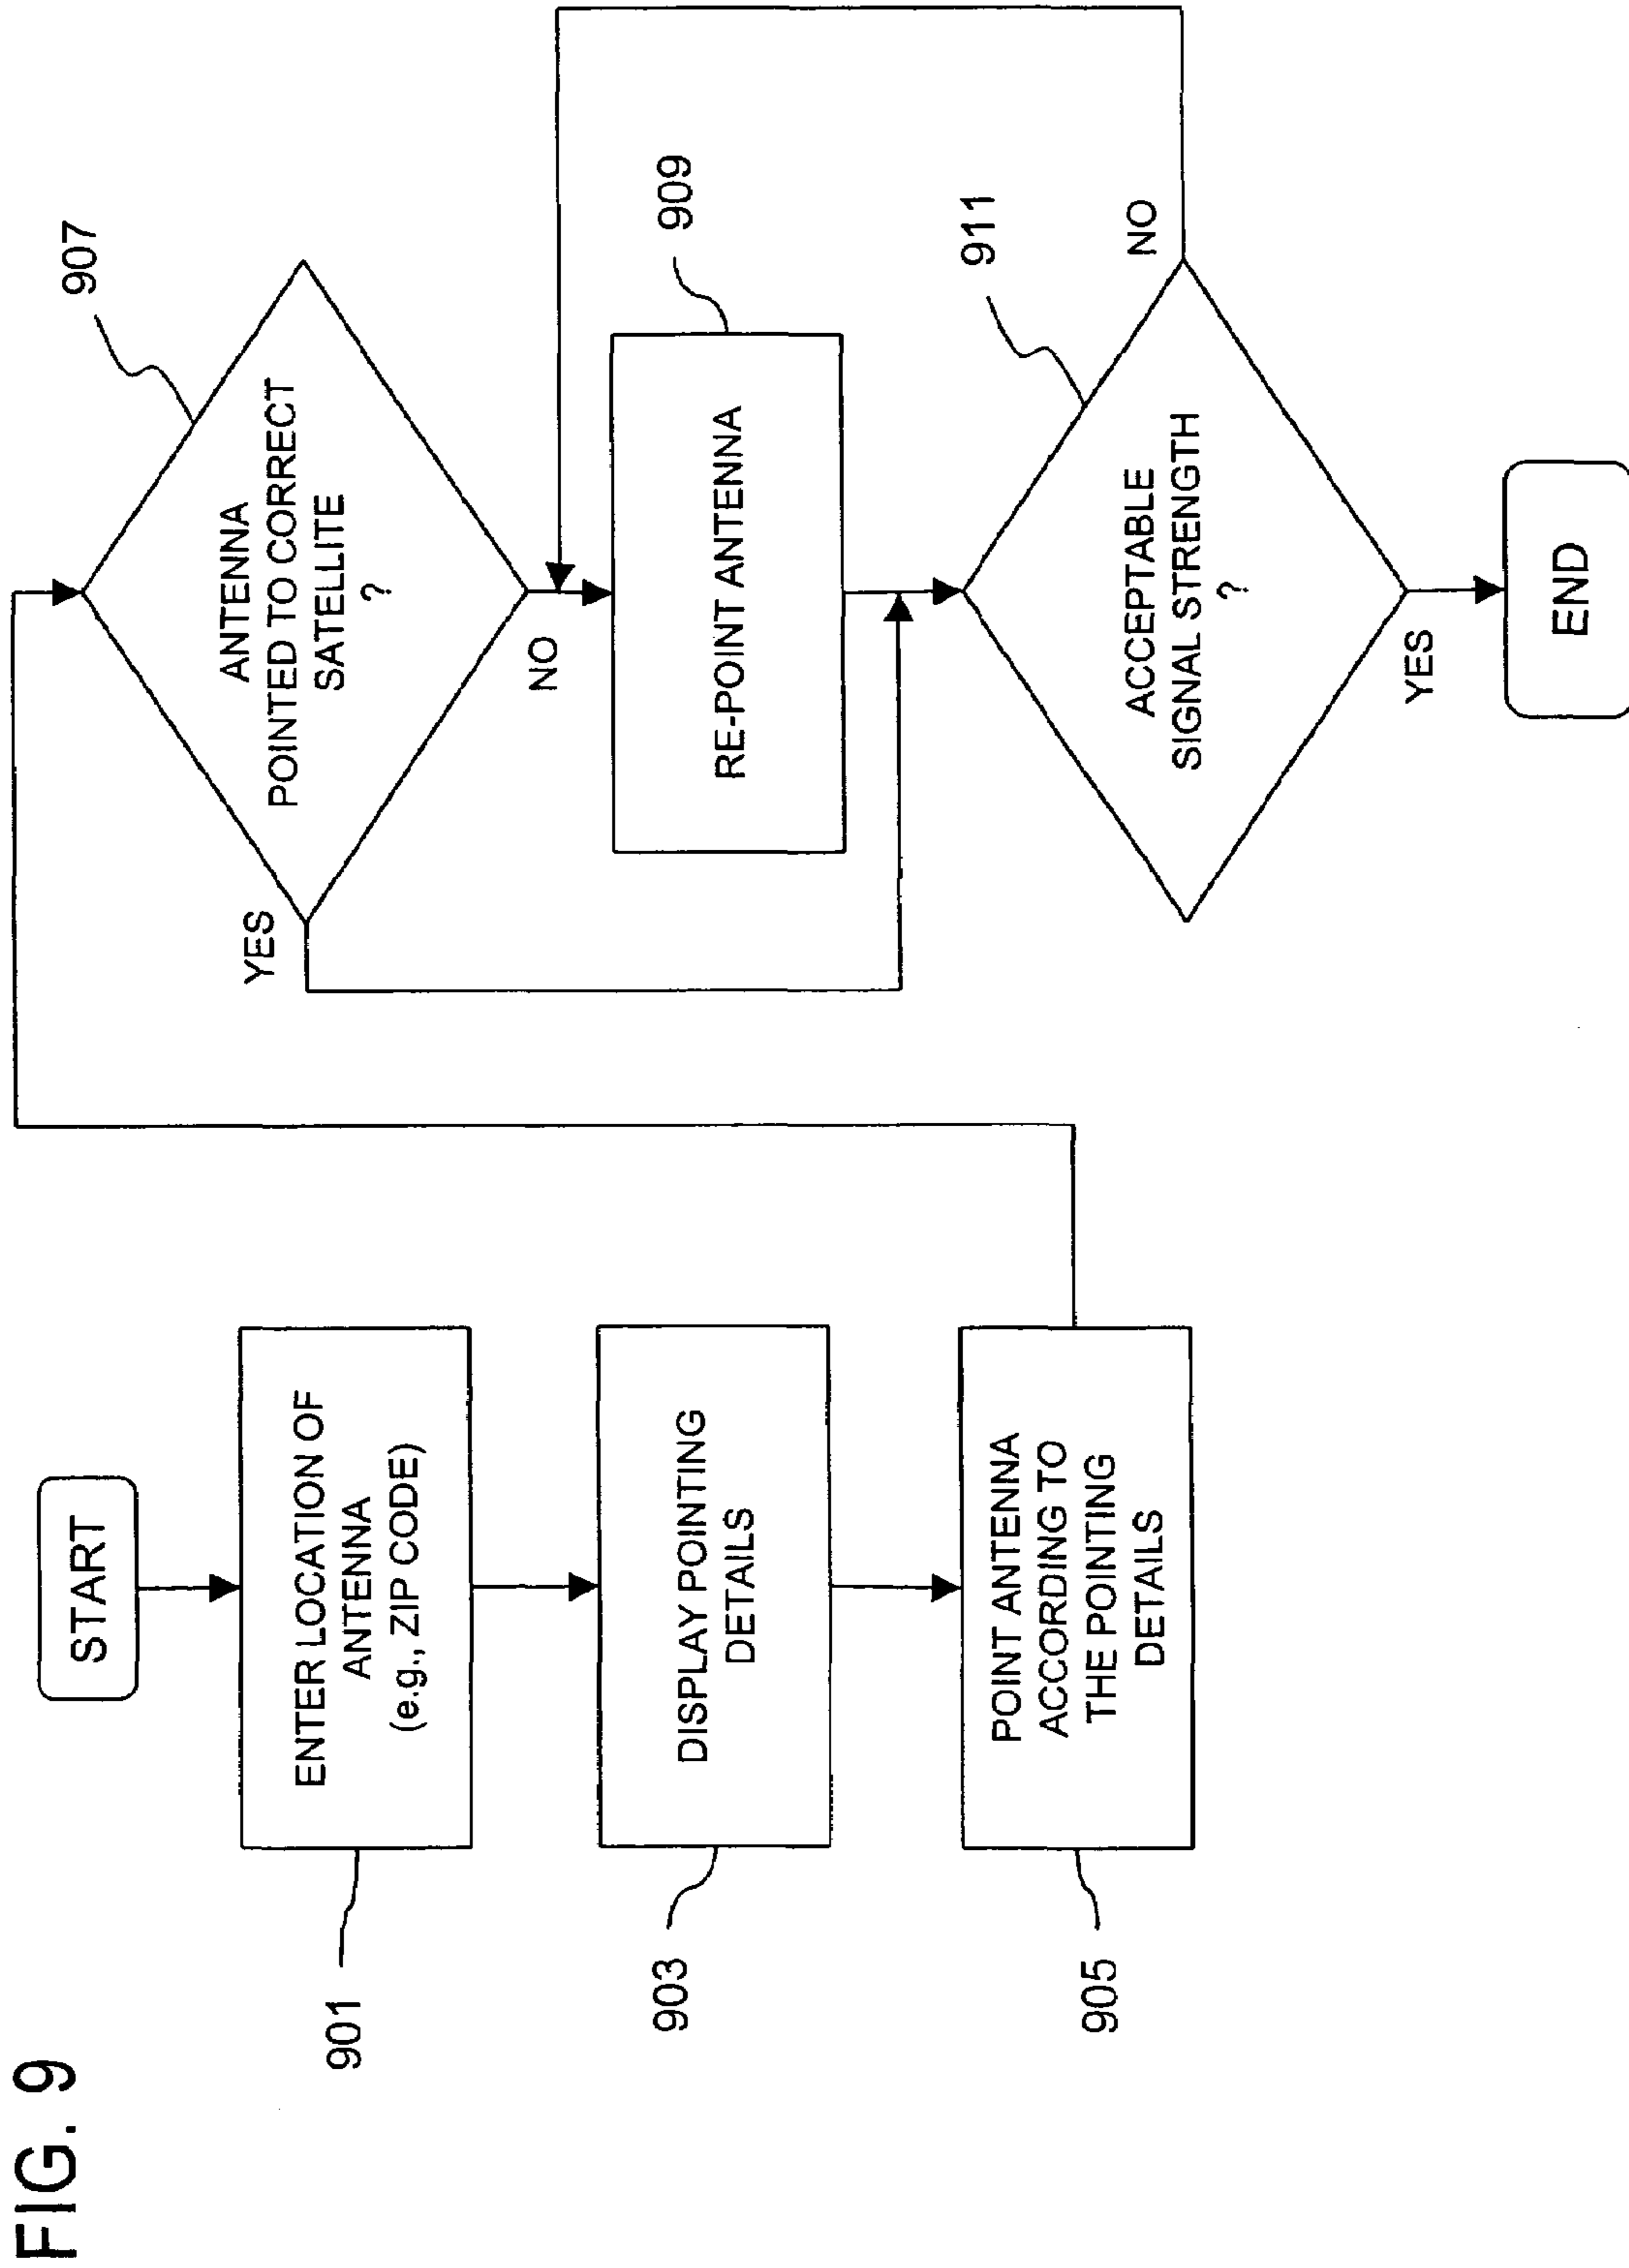 FIG. 9
START
901
ENTER LOCATION OF
ANTENNA
(e.g., ZIP CODE)
903
DISPLAY POINTING
DETAILS
905
POINT ANTENNA
ACCORDING TO
THE POINTING
DETAILS
907
ANTENNA
POINTED TO CORRECT
SATELLITE
?
YES
NO
909
RE-POINT ANTENNA
911
ACCEPTABLE
SIGNAL STRENGTH
?
NO
YES
END